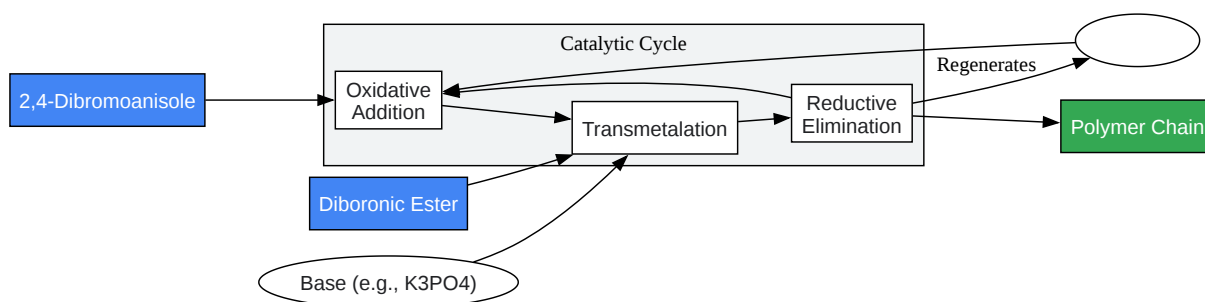 Catalytic Cycle
2,4-Dibromoanisole
Oxidative
Addition
Transmetalation
Reductive
Elimination
Regenerates
Polymer Chain
Diboronic Ester
Base (e.g., K3PO4)